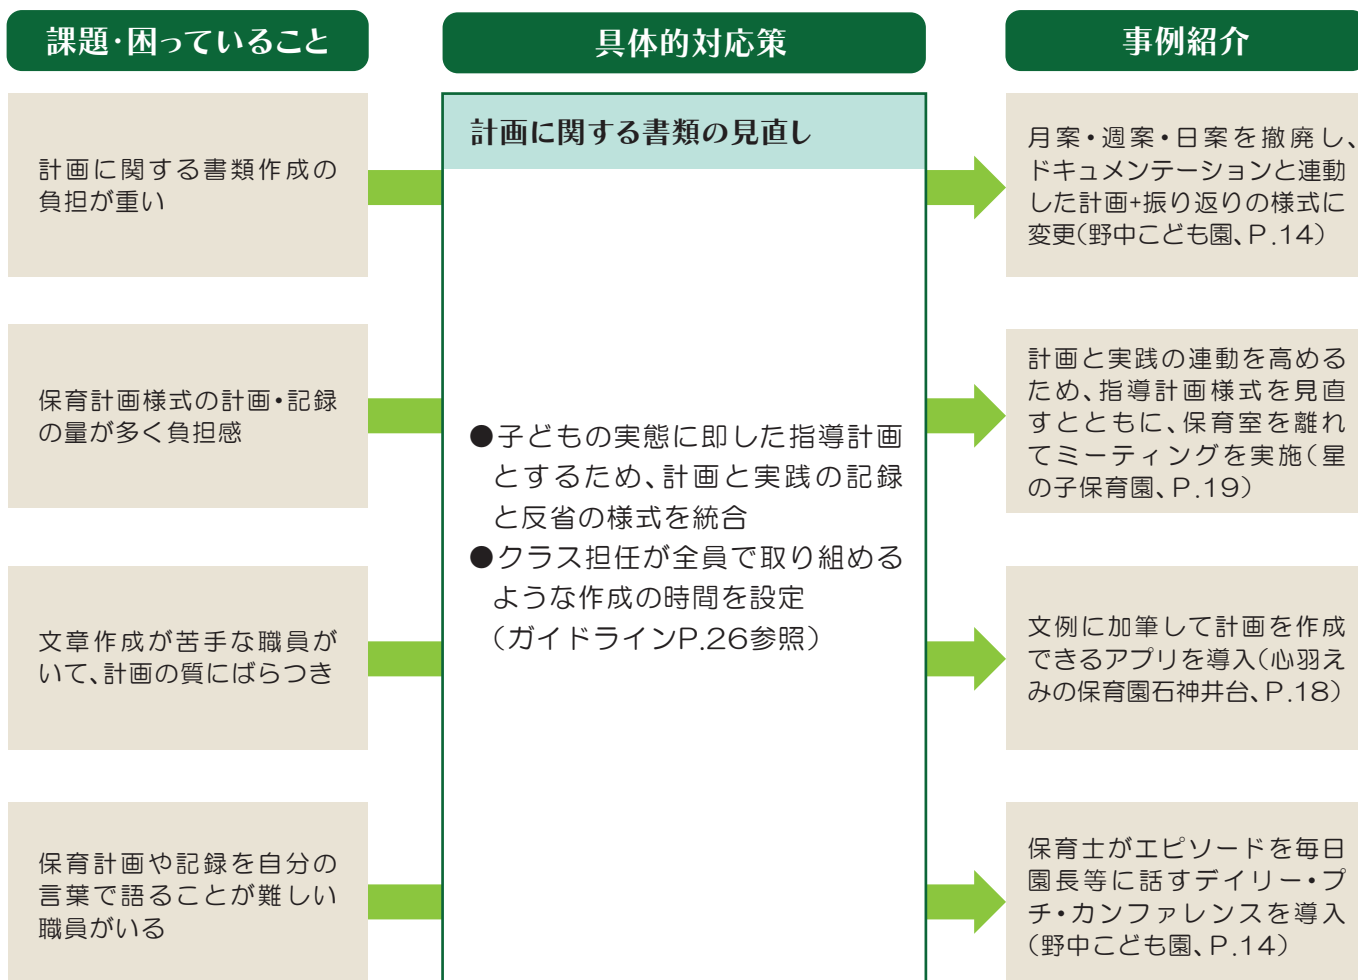 課題・困っていること
具体的対応策
事例紹介
計画に関する書類作成の
負担が重い
保育計画様式の計画・記録
の量が多く負担感
文章作成が苦手な職員が
いて、計画の質にばらつき
保育計画や記録を自分の
言葉で語ることが難しい
職員がいる
計画に関する書類の見直し
●子どもの実態に即した指導計画
とするため、計画と実践の記録
と反省の様式を統合
●クラス担任が全員で取り組める
ような作成の時間を設定
(ガイドラインP.26参照)
月案・週案・日案を撤廃し、
ドキュメンテーションと連動
した計画+振り返りの様式に
変更(野中こども園、P.14)
計画と実践の連動を高める
ため、指導計画様式を見直
すとともに、保育室を離れ
てミーティングを実施(星
の子保育園、P.19)
文例に加筆して計画を作成
できるアプリを導入(心羽え
みの保育園石神井台、P.18)
保育士がエピソードを毎日
園長等に話すデイリー・プ
チ・カンファレンスを導入
(野中こども園、P.14)